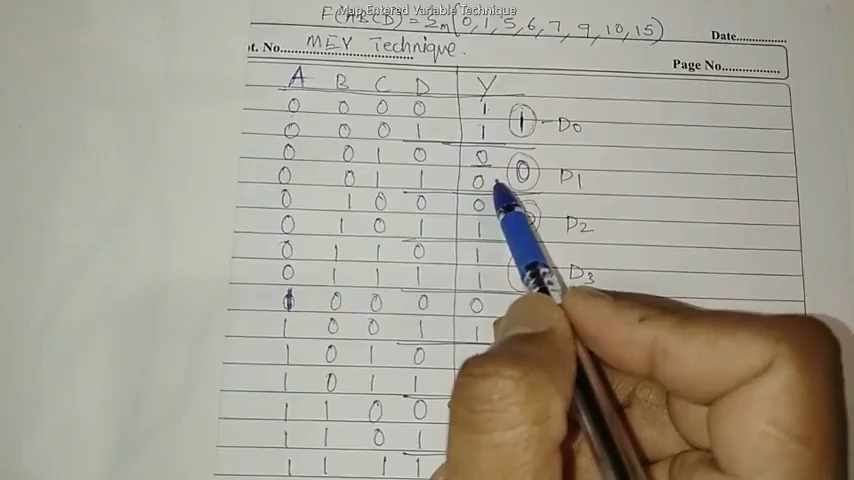 Map Entered Variable Technique
F(ABCD) = Σm(0, 1, 5, 6, 7, 9, 10, 15)
Date
t. No. MEV Technique.
Page No.
A B C D Y
0 0 0 0 1 1 - D0
0 0 0 1 1
0 0 1 0 0
0 0 1 1 0 0 D1
0 1 0 0 0
0 1 0 1 1 D2
0 1 1 0 1
0 1 1 1 1 D3
0 0 0 0
1 0 0 1 1
1 0 1 0
1 0 1 1
1 1 0 0
1 1 0 1
1 1 1 1